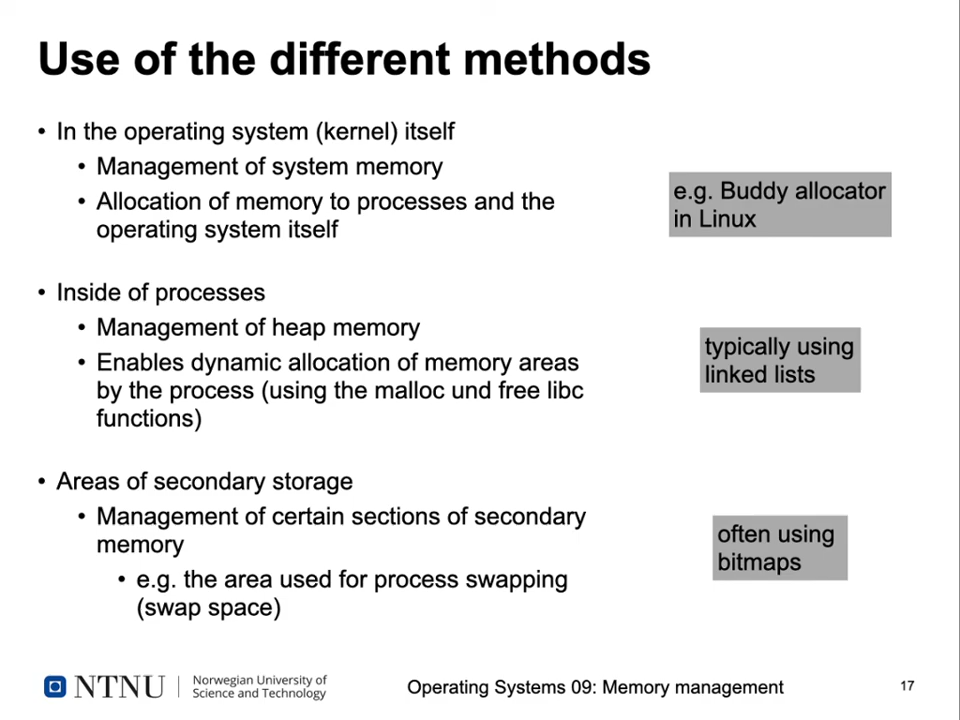 Use of the different methods
• In the operating system (kernel) itself
• Management of system memory
• Allocation of memory to processes and the
operating system itself
e.g. Buddy allocator
in Linux
• Inside of processes
• Management of heap memory
• Enables dynamic allocation of memory areas
by the process (using the malloc und free libc
functions)
typically using
linked lists
• Areas of secondary storage
• Management of certain sections of secondary
memory
• e.g. the area used for process swapping
(swap space)
often using
bitmaps
NTNU
Norwegian University of
Science and Technology
Operating Systems 09: Memory management
17